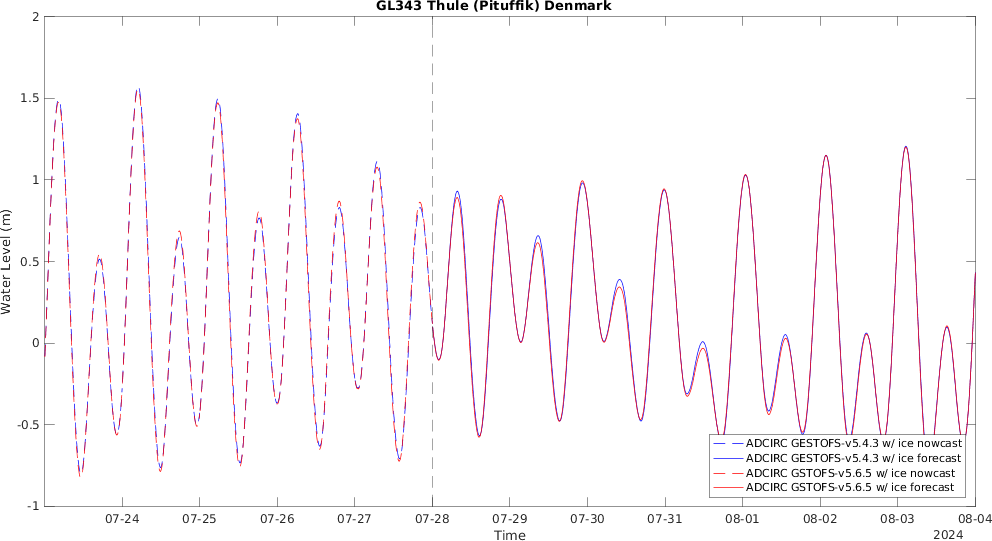 GL343 Thule (Pituffik) Denmark
Water Level (m)
2
1.5
1
0.5
0
-0.5
-1
ADCIRC GESTOFS-v5.4.3 w/ ice nowcast
ADCIRC GESTOFS-v5.4.3 w/ ice forecast
ADCIRC GSTOFS-v5.6.5 w/ ice nowcast
ADCIRC GSTOFS-v5.6.5 w/ ice forecast
07-24 07-25 07-26 07-27 07-28 07-29 07-30 07-31 08-01 08-02 08-03 08-04
Time
2024